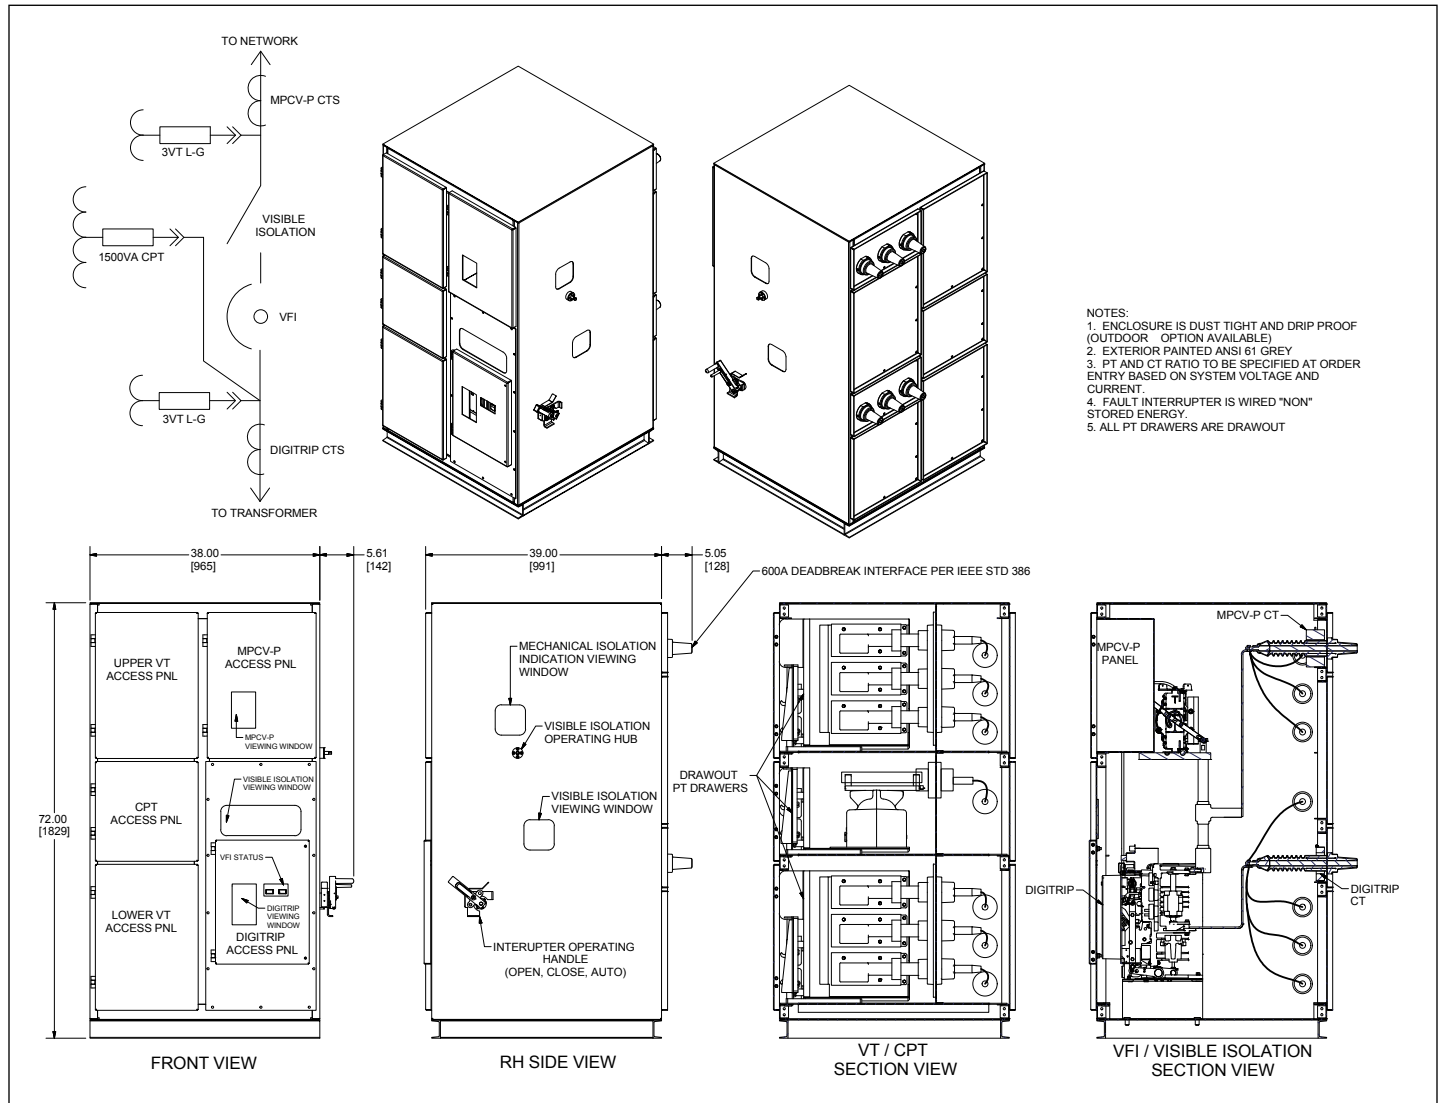 TO NETWORK
MPCV-P CTS
3VT L-G
VISIBLE
ISOLATION
1500VA CPT
VFI
3VT L-G
DIGITRIP CTS
TO TRANSFORMER
NOTES:
1. ENCLOSURE IS DUST TIGHT AND DRIP PROOF
(OUTDOOR OPTION AVAILABLE)
2. EXTERIOR PAINTED ANSI 61 GREY
3. PT AND CT RATIO TO BE SPECIFIED AT ORDER
ENTRY BASED ON SYSTEM VOLTAGE AND
CURRENT.
4. FAULT INTERRUPTER IS WIRED "NON"
STORED ENERGY.
5. ALL PT DRAWERS ARE DRAWOUT
38.00
[965]
5.61
[142]
72.00
[1829]
UPPER VT
ACCESS PNL
MPCV-P
ACCESS PNL
MPCV-P
VIEWING WINDOW
CPT
ACCESS PNL
VISIBLE ISOLATION
VIEWING WINDOW
VFI STATUS
LOWER VT
ACCESS PNL
DIGITRIP
VIEWING
WINDOW
DIGITRIP
ACCESS PNL
FRONT VIEW
39.00
[991]
5.05
[128]
600A DEADBREAK INTERFACE PER IEEE STD 386
MECHANICAL ISOLATION
INDICATION VIEWING
WINDOW
VISIBLE ISOLATION
OPERATING HUB
VISIBLE ISOLATION
VIEWING WINDOW
INTERUPTER OPERATING
HANDLE
(OPEN, CLOSE, AUTO)
RH SIDE VIEW
DRAWOUT
PT DRAWERS
VT / CPT
SECTION VIEW
MPCV-P CT
MPCV-P
PANEL
DIGITRIP
DIGITRIP
CT
VFI / VISIBLE ISOLATION
SECTION VIEW